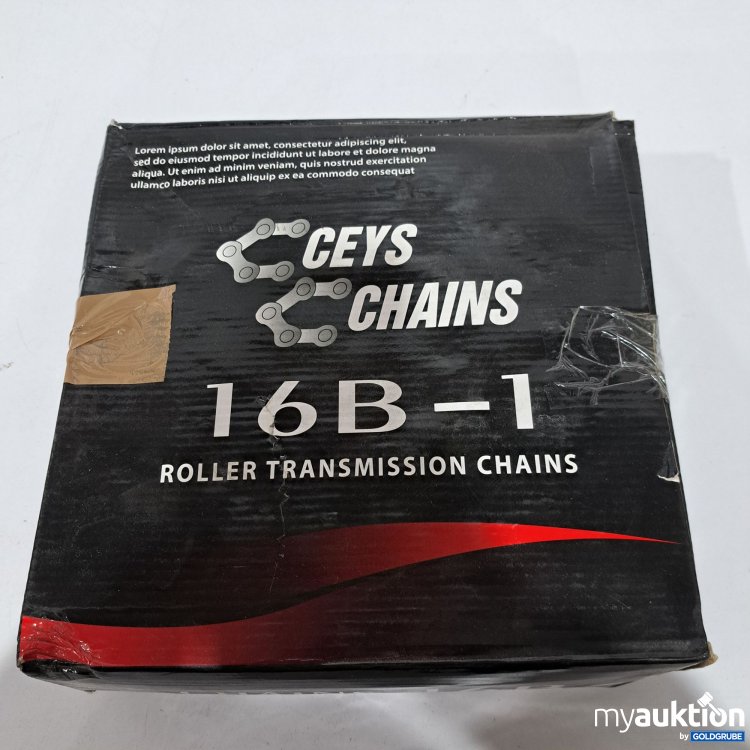 Lorem ipsum dolor sit amet, consectetur adipiscing elit,
sed do eiusmod tempor incididunt ut labore et dolore magna
aliqua. Ut enim ad minim veniam, quis nostrud exercitation
ullamco laboris nisi ut aliquip ex ea commodo consequat
CEYS
CHAINS
16B-1
ROLLER TRANSMISSION CHAINS
myauktion
by GOLDGRUBE